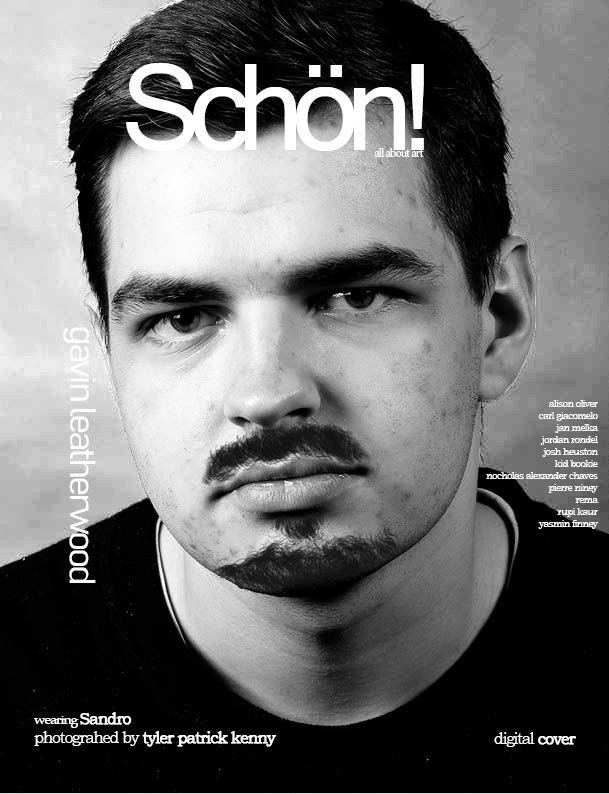 Schön!
all about art
gavin leatherwood
alison oliver
carl giacomelo
jan melka
jordan rondel
josh heuston
kid bookie
nocholas alexander chaves
pierre niney
rema
rupi kaur
yasmin finney
wearing Sandro
photograhed by tyler patrick kenny
digital cover